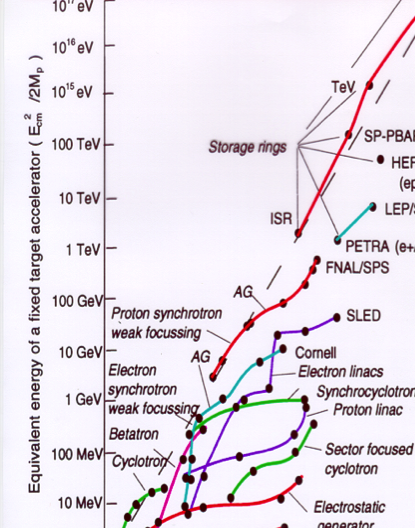 Equivalent energy of a fixed target accelerator ( E²cm /2Mp )
10¹⁷ eV
10¹⁶ eV
10¹⁵ eV
100 TeV
10 TeV
1 TeV
100 GeV
10 GeV
1 GeV
100 MeV
10 MeV
TeV
Storage rings
SP-PBA
HE
(ep
ISR
LEP/
PETRA (e+
FNAL/SPS
AG
Proton synchrotron
weak focussing
SLED
AG
Cornell
Electron linacs
Electron
synchrotron
weak focussing
Synchrocyclotron
Proton linac
Betatron
Cyclotron
Sector focused
cyclotron
Electrostatic
generator